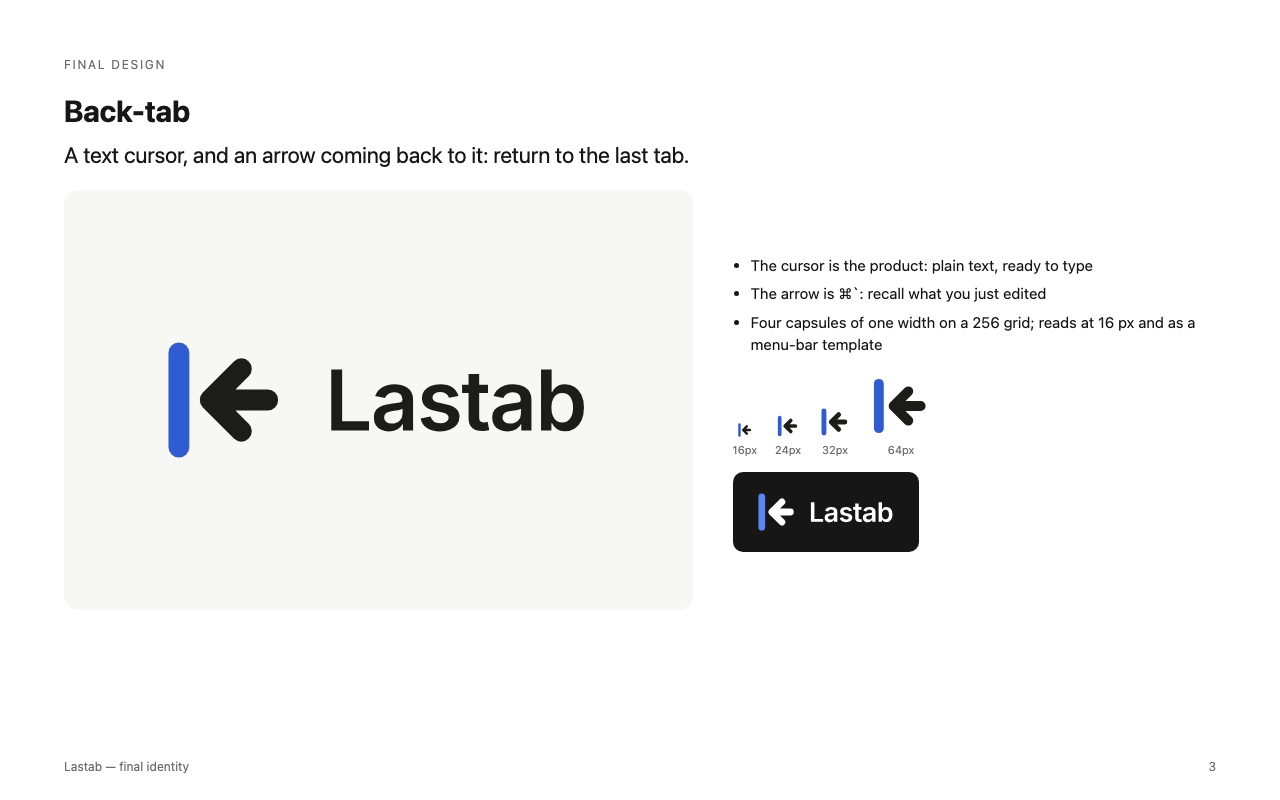 FINAL DESIGN
Back-tab
A text cursor, and an arrow coming back to it: return to the last tab.
Lastab
• The cursor is the product: plain text, ready to type
• The arrow is ⌘`: recall what you just edited
• Four capsules of one width on a 256 grid; reads at 16 px and as a
menu-bar template
16px 24px 32px 64px
Lastab
Lastab — final identity
3